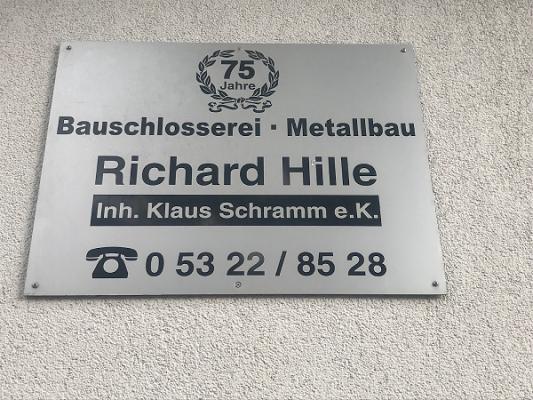 75
Jahre
Bauschlosserei · Metallbau
Richard Hille
Inh. Klaus Schramm e.K.
☎ 0 53 22 / 85 28